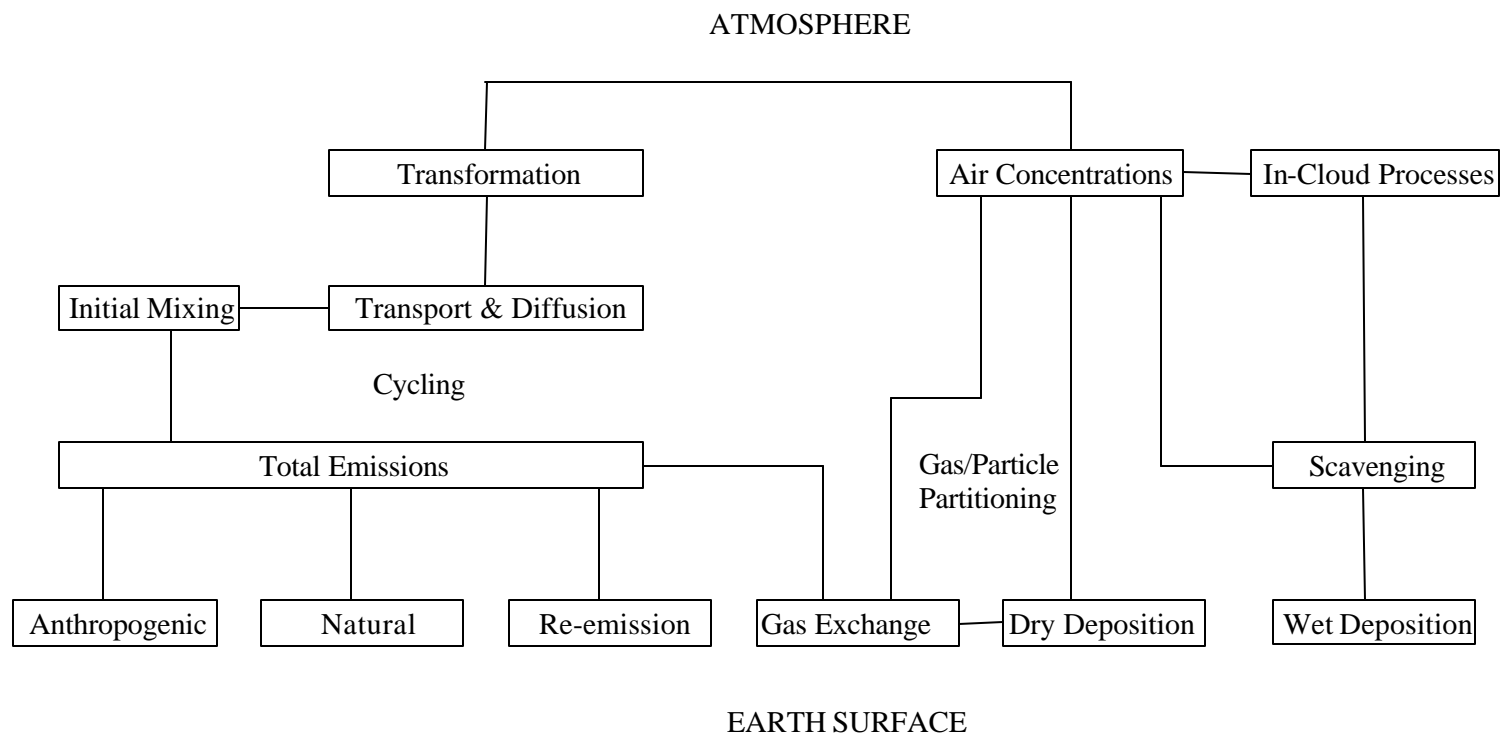 ATMOSPHERE
Transformation
Air Concentrations
In-Cloud Processes
Initial Mixing
Transport & Diffusion
Cycling
Total Emissions
Gas/Particle
Partitioning
Scavenging
Anthropogenic
Natural
Re-emission
Gas Exchange
Dry Deposition
Wet Deposition
EARTH SURFACE